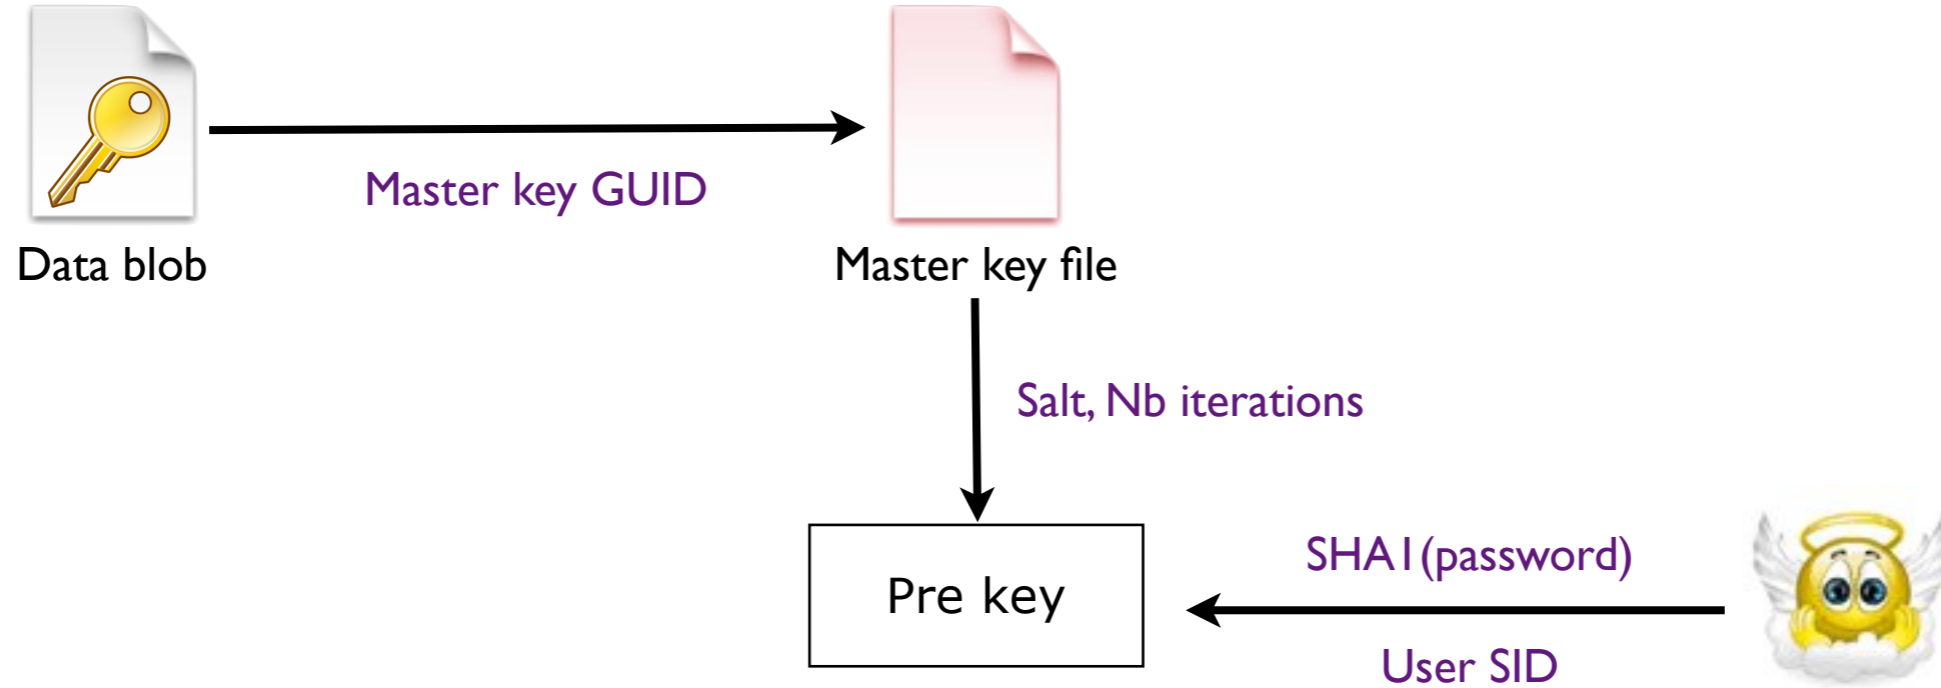 Master key GUID
Data blob
Master key file
Salt, Nb iterations
Pre key
SHA1(password)
User SID